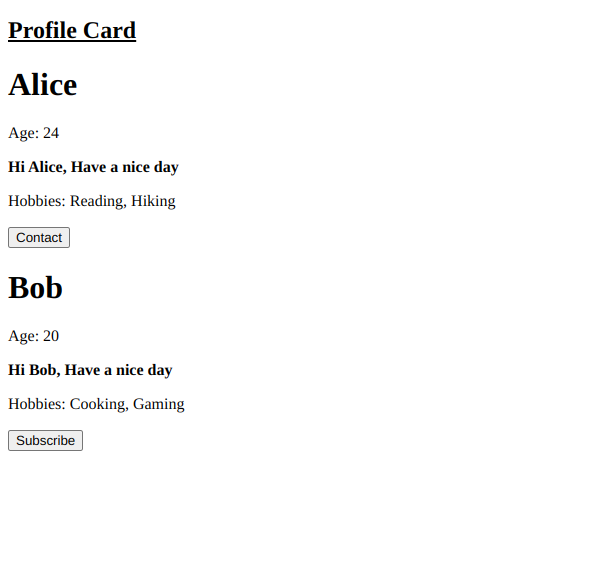 Profile Card
Alice
Age: 24
Hi Alice, Have a nice day
Hobbies: Reading, Hiking
Contact
Bob
Age: 20
Hi Bob, Have a nice day
Hobbies: Cooking, Gaming
Subscribe